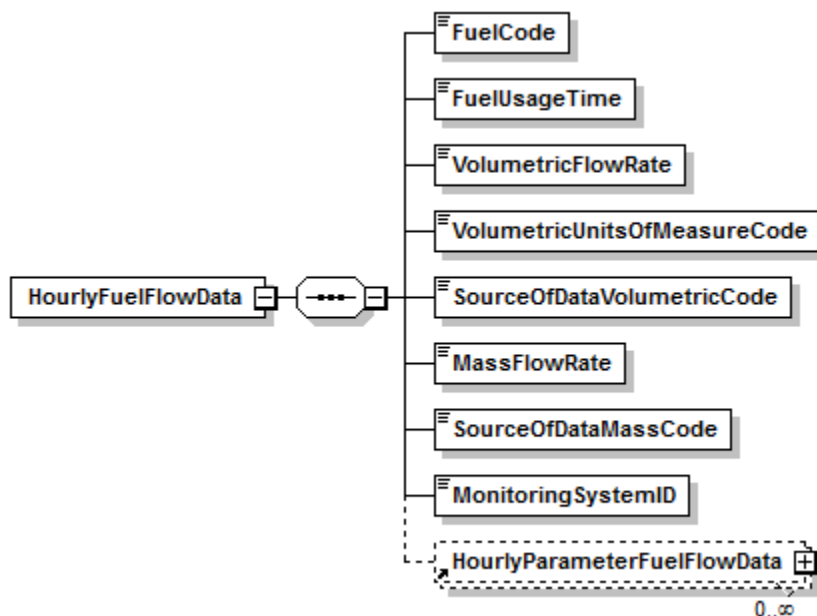 FuelCode
FuelUsageTime
VolumetricFlowRate
VolumetricUnitsOfMeasureCode
HourlyFuelFlowData
SourceOfDataVolumetricCode
MassFlowRate
SourceOfDataMassCode
MonitoringSystemID
HourlyParameterFuelFlowData
0..∞